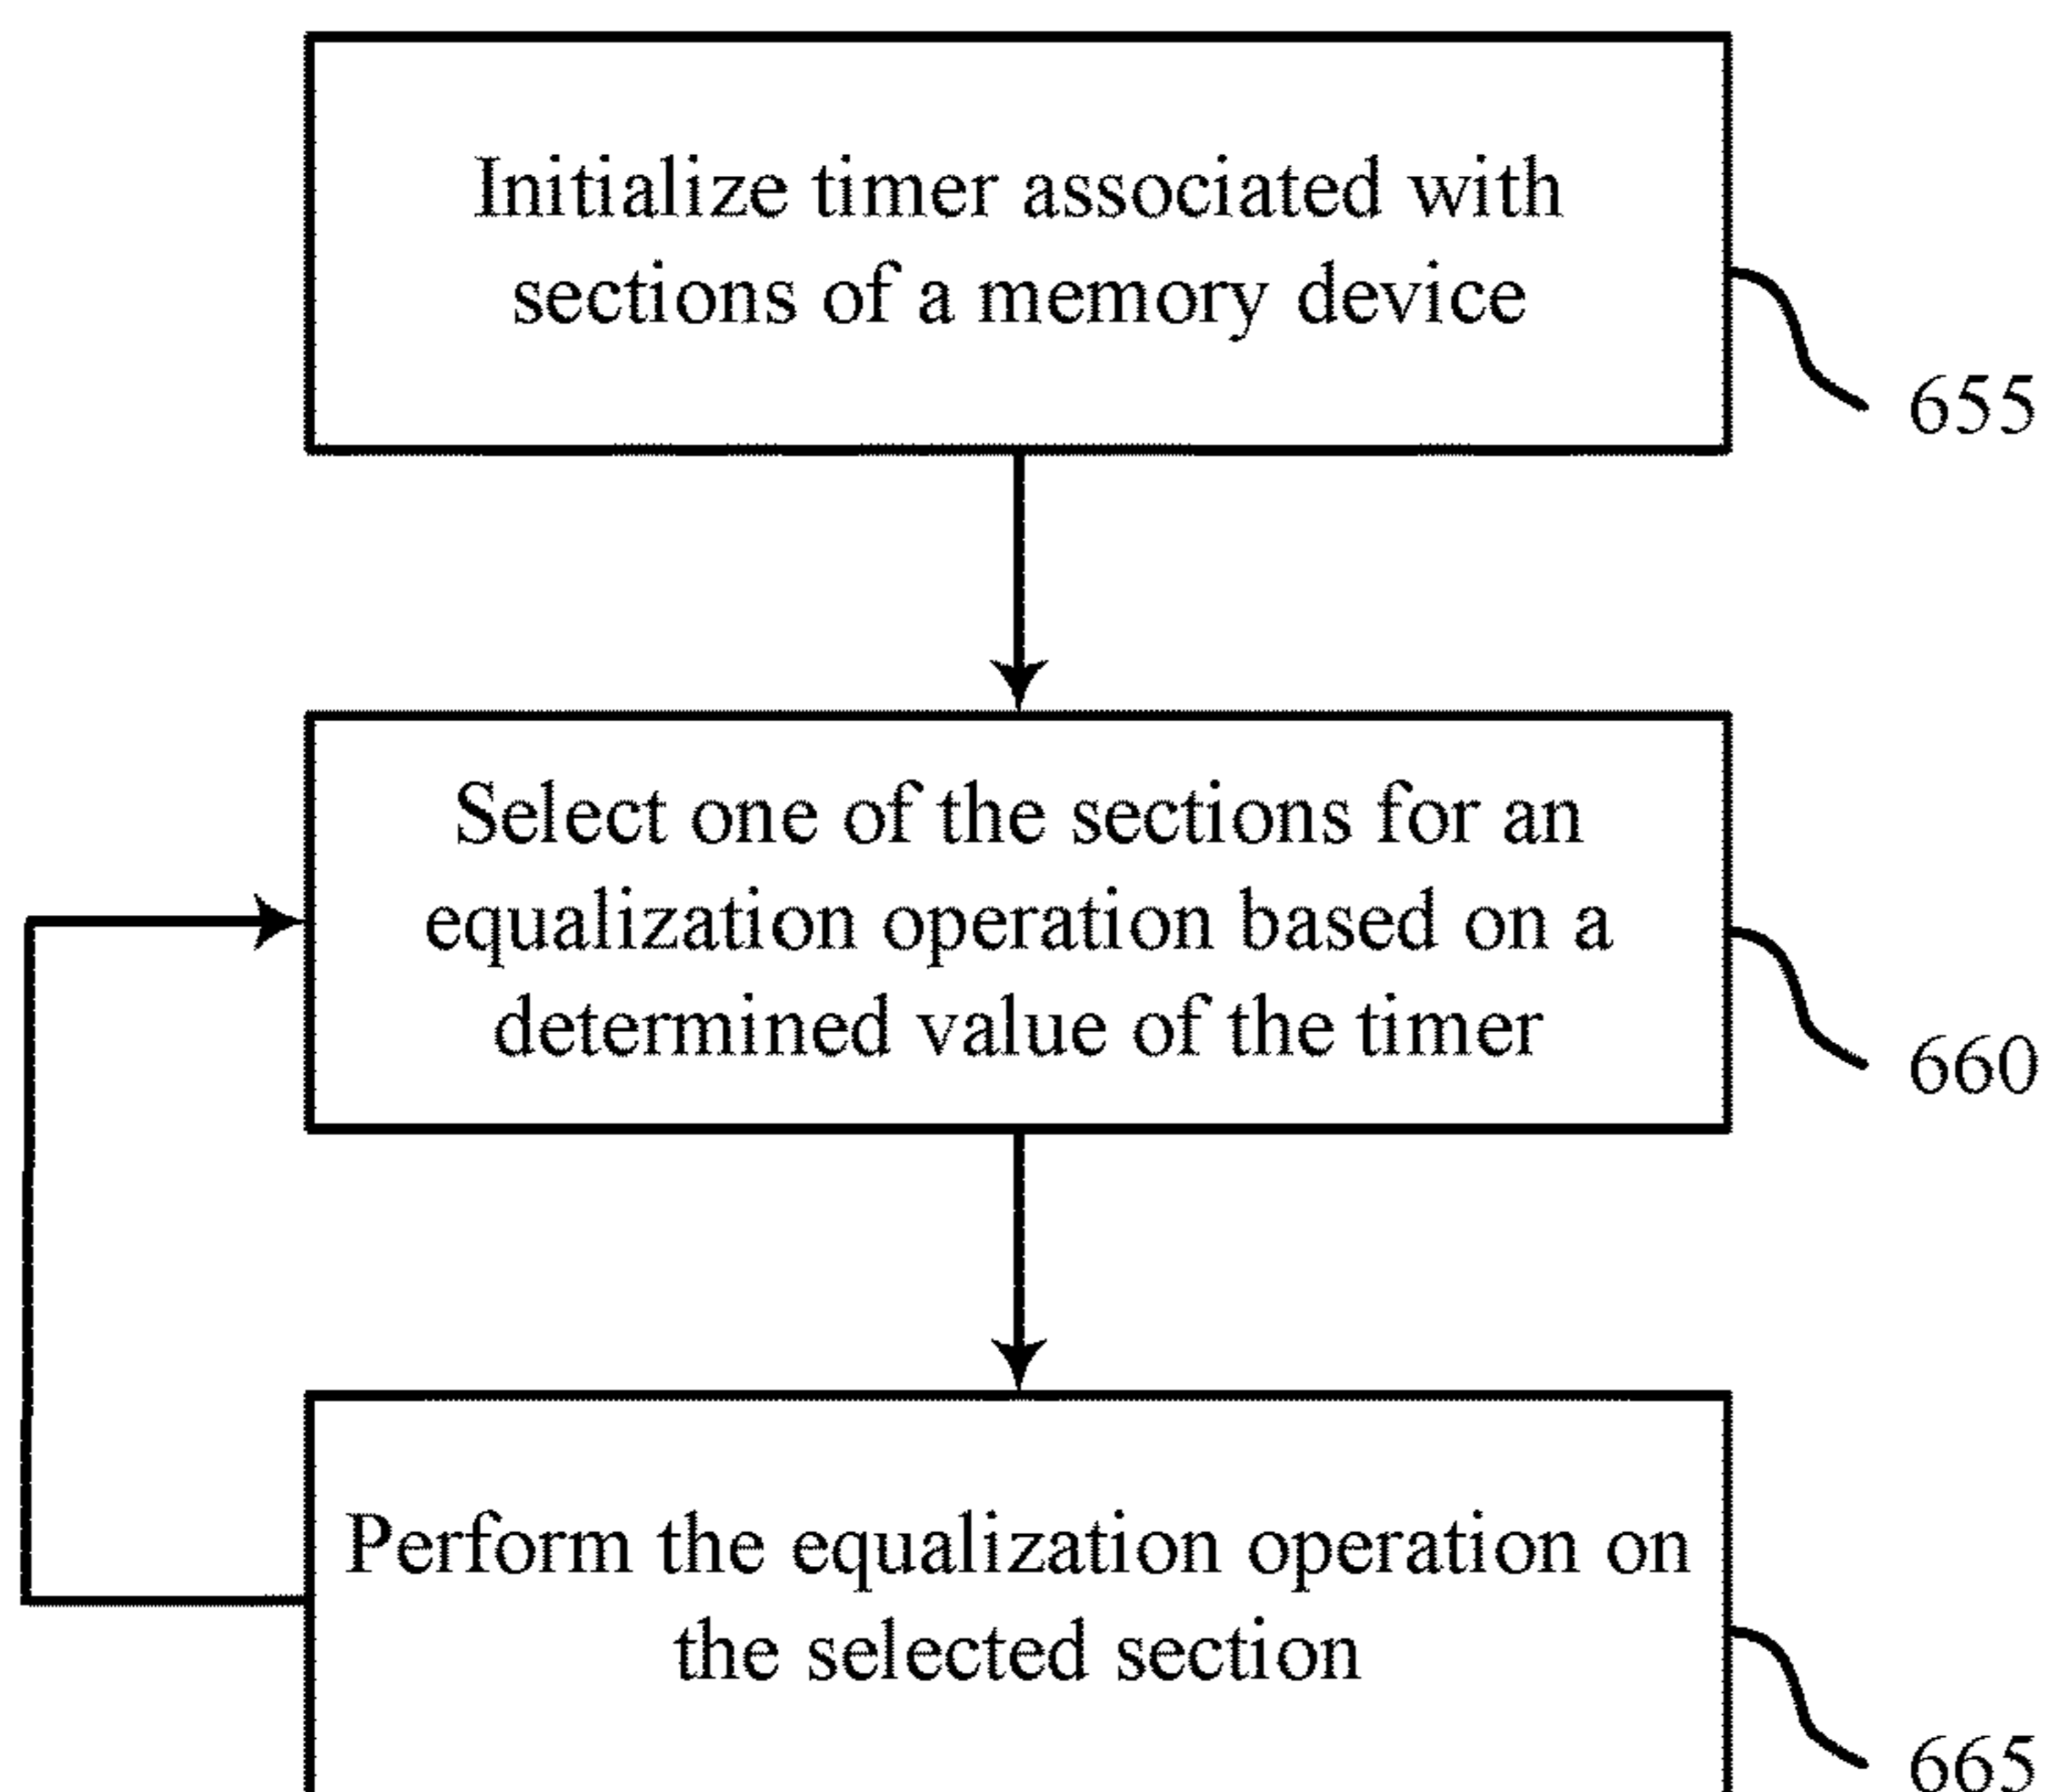 Initialize timer associated with
sections of a memory device
655
Select one of the sections for an
equalization operation based on a
determined value of the timer
660
Perform the equalization operation on
the selected section
665